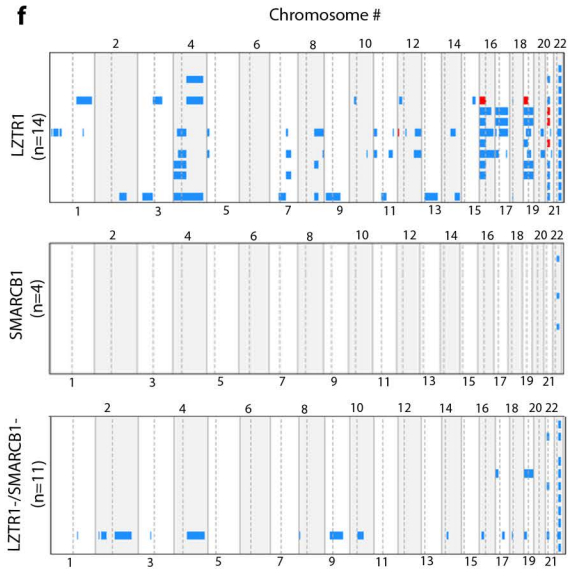 f
Chromosome #
2 4 6 8 10 12 14 16 18 20 22
LZTR1
(n=14)
1 3 5 7 9 11 13 15 17 19 21
2 4 6 8 10 12 14 16 18 20 22
SMARCB1
(n=4)
1 3 5 7 9 11 13 15 17 19 21
2 4 6 8 10 12 14 16 18 20 22
LZTR1-/SMARCB1-
(n=11)
1 3 5 7 9 11 13 15 17 19 21